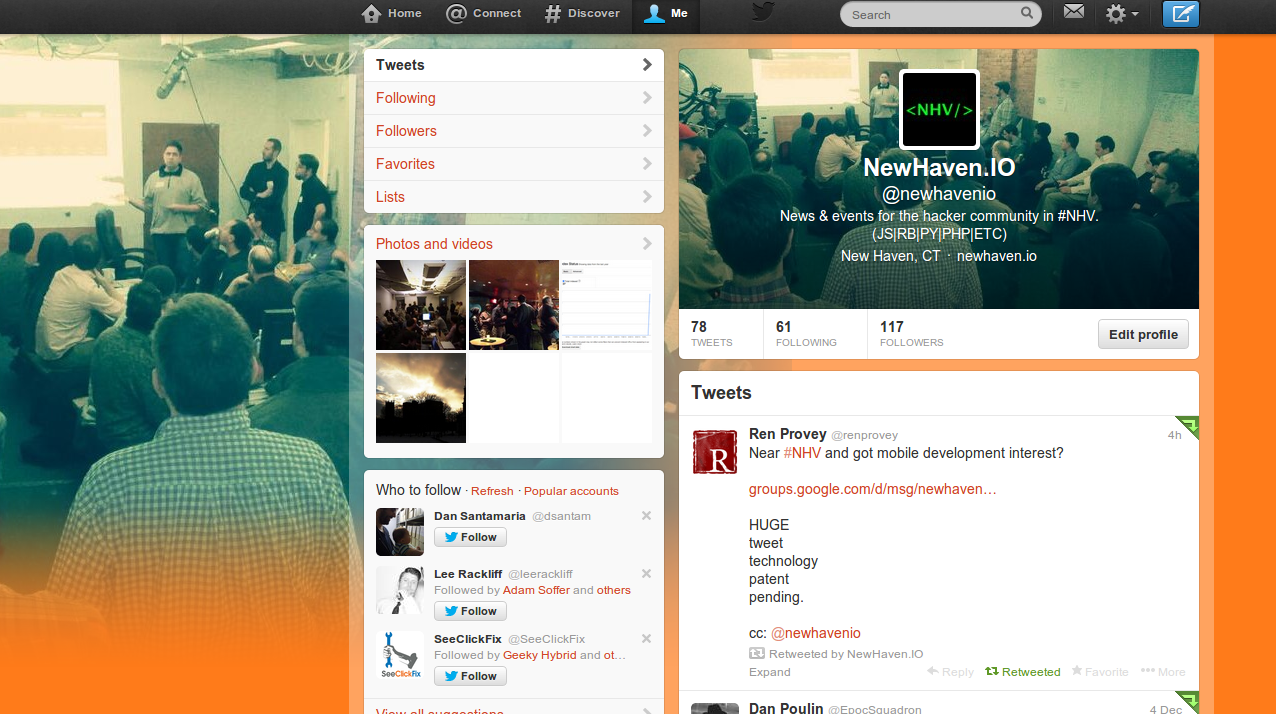 Home
Connect
Discover
Me
Search
Tweets
Following
Followers
Favorites
Lists
Photos and videos
Who to follow · Refresh · Popular accounts
Dan Santamaria @dsantam
Follow
Lee Rackliff @leerackliff
Followed by Adam Soffer and others
Follow
SeeClickFix
SeeClickFix @SeeClickFix
Followed by Geeky Hybrid and ot…
Follow
View all suggestions
<NHV/>
NewHaven.IO
@newhavenio
News & events for the hacker community in #NHV.
(JS|RB|PY|PHP|ETC)
New Haven, CT · newhaven.io
78
TWEETS
61
FOLLOWING
117
FOLLOWERS
Edit profile
Tweets
R
Ren Provey @renprovey
4h
Near #NHV and got mobile development interest?
groups.google.com/d/msg/newhaven…
HUGE
tweet
technology
patent
pending.
cc: @newhavenio
Retweeted by NewHaven.IO
Expand
Reply
Retweeted
Favorite
More
Dan Poulin @EpocSquadron
4 Dec